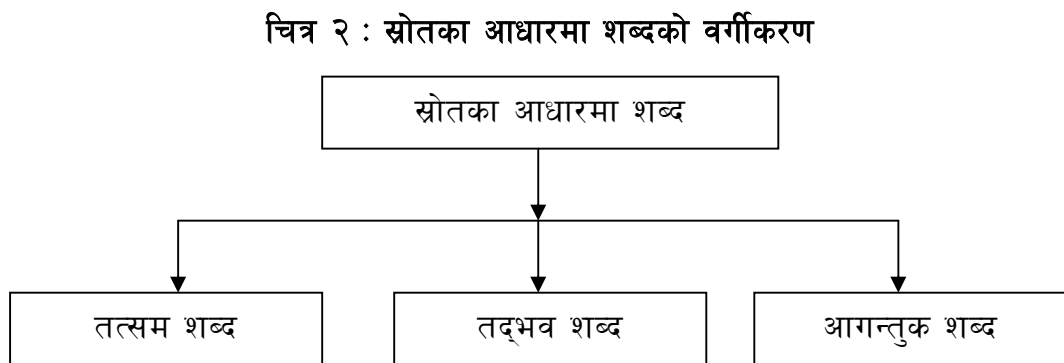 चित्र २ : स्रोतका आधारमा शब्दको वर्गीकरण
स्रोतका आधारमा शब्द
तत्सम शब्द
तद्‌भव शब्द
आगन्तुक शब्द